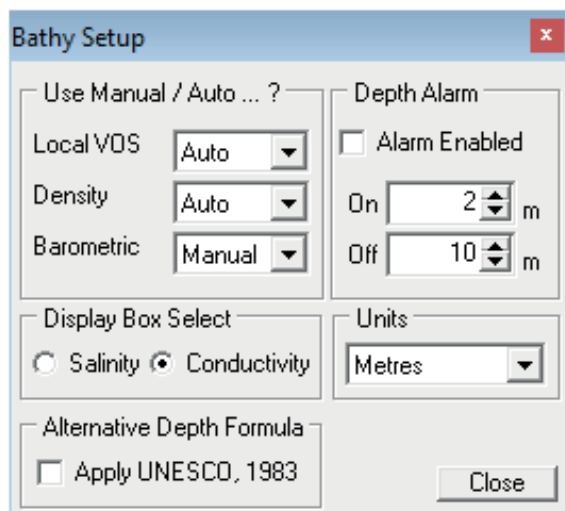 Bathy Setup
x
Use Manual / Auto ... ?
Local VOS Auto
Density Auto
Barometric Manual
Depth Alarm
Alarm Enabled
On 2 m
Off 10 m
Display Box Select
Salinity Conductivity
Units
Metres
Alternative Depth Formula
Apply UNESCO, 1983
Close